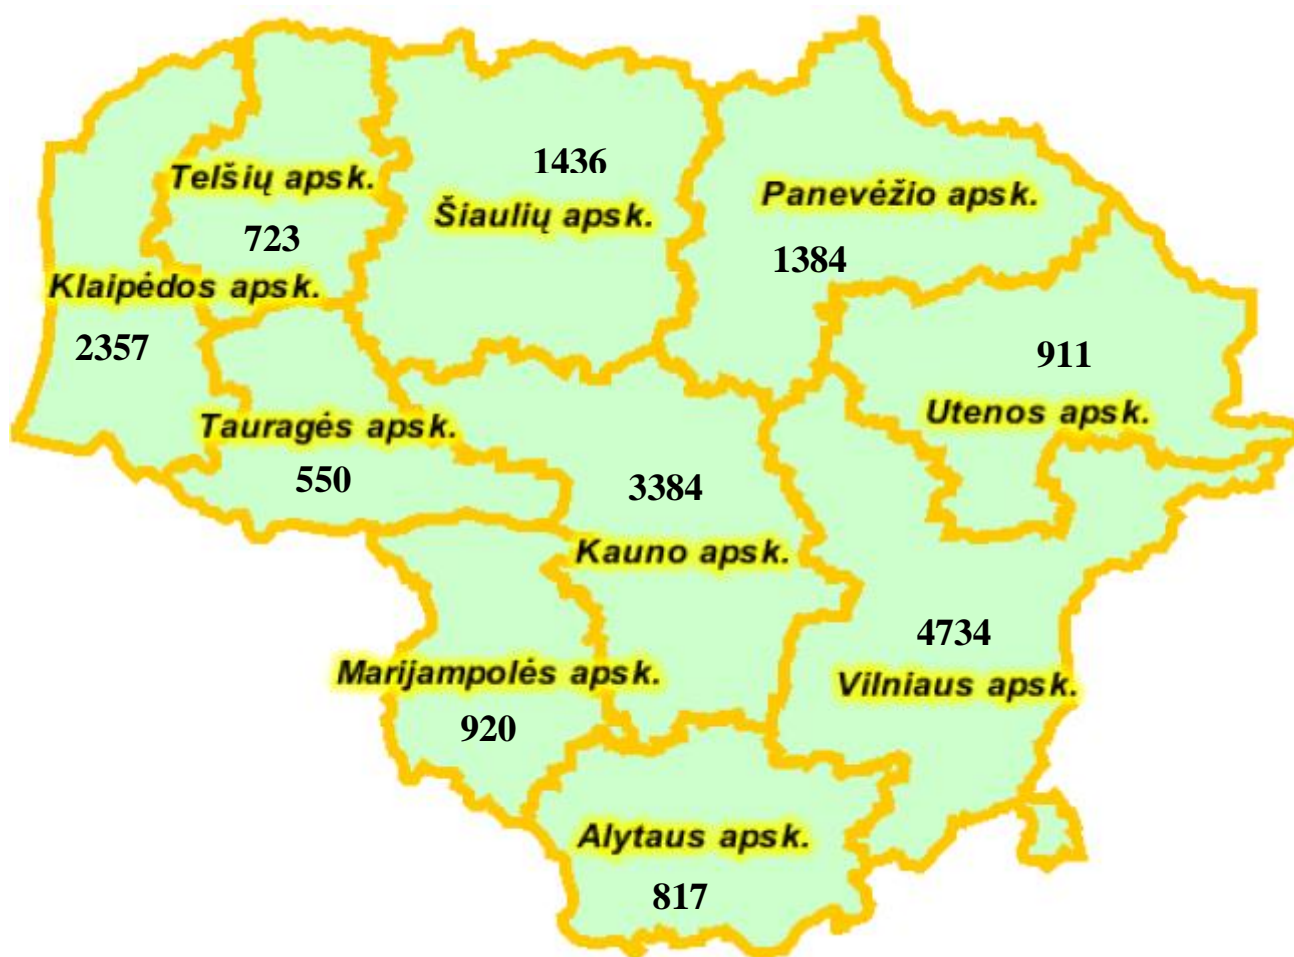 1436
Telšių apsk.
Panevėžio apsk.
Šiaulių apsk.
723
1384
Klaipėdos apsk.
2357
911
Utenos apsk.
Tauragės apsk.
550
3384
Kauno apsk.
4734
Marijampolės apsk.
Vilniaus apsk.
920
Alytaus apsk.
817